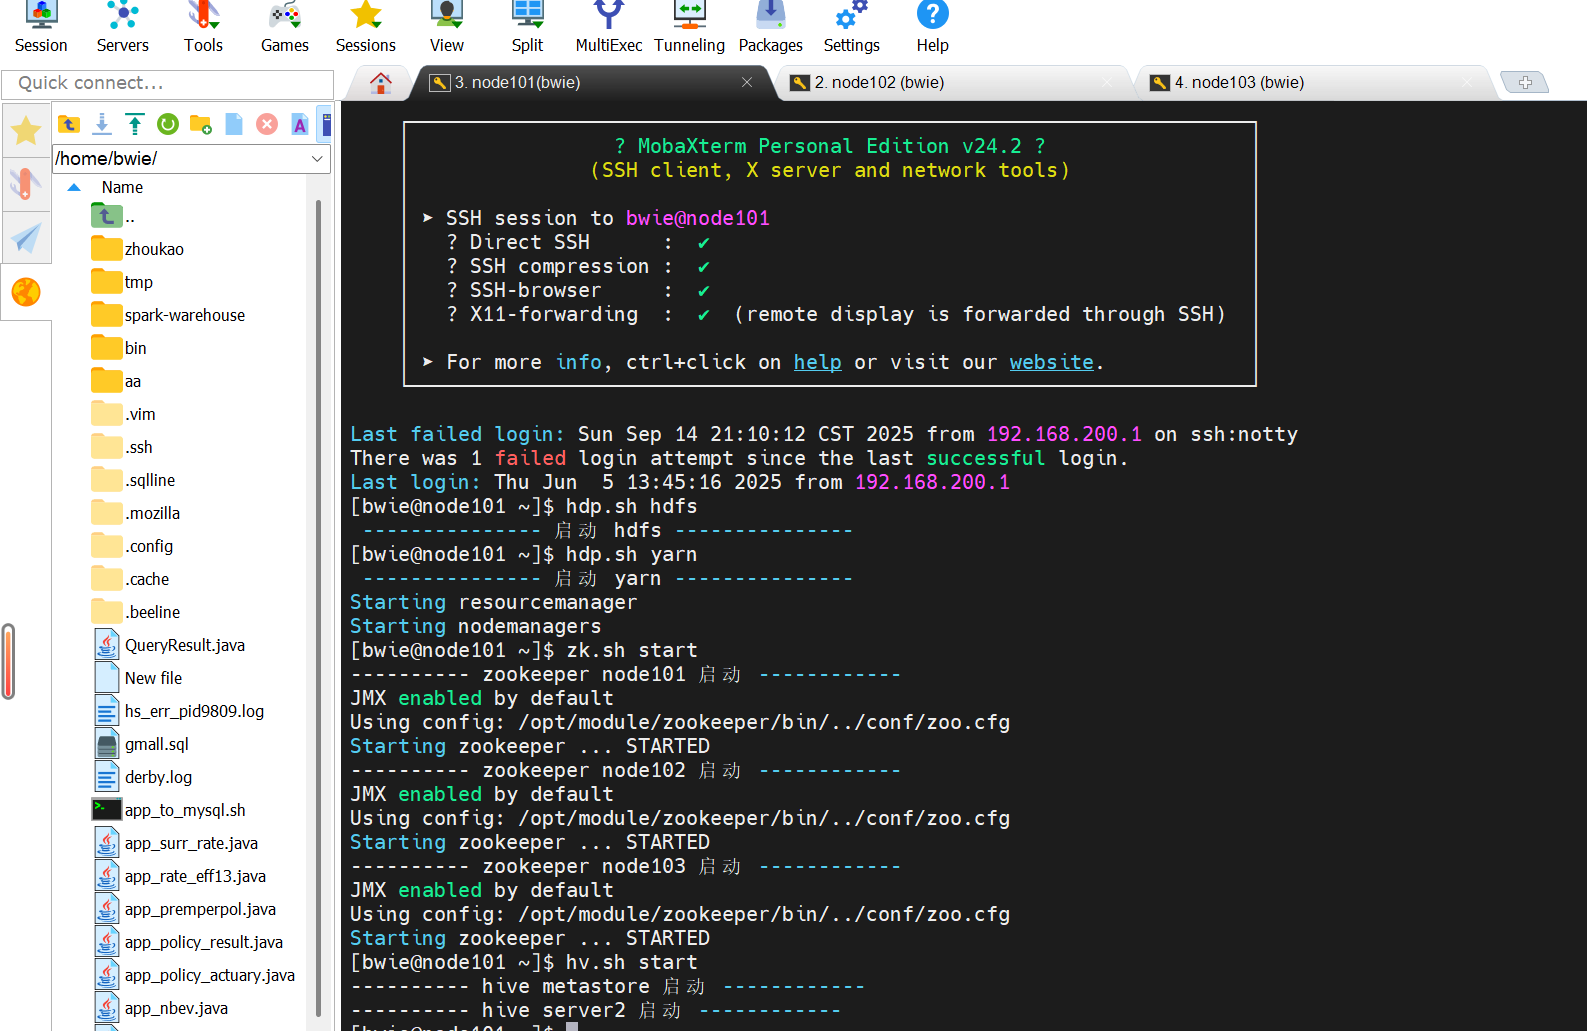 Session Servers Tools Games Sessions View Split MultiExec Tunneling Packages Settings Help
Quick connect...
3. node101(bwie)
2. node102 (bwie)
4. node103 (bwie)
/home/bwie/
Name
..
zhoukao
tmp
spark-warehouse
bin
aa
.vim
.ssh
.sqlline
.mozilla
.config
.cache
.beeline
QueryResult.java
New file
hs_err_pid9809.log
gmall.sql
derby.log
app_to_mysql.sh
app_surr_rate.java
app_rate_eff13.java
app_premperpol.java
app_policy_result.java
app_policy_actuary.java
app_nbev.java
? MobaXterm Personal Edition v24.2 ?
(SSH client, X server and network tools)
➤ SSH session to bwie@node101
? Direct SSH : ✔
? SSH compression : ✔
? SSH-browser : ✔
? X11-forwarding : ✔ (remote display is forwarded through SSH)
➤ For more info, ctrl+click on help or visit our website.
Last failed login: Sun Sep 14 21:10:12 CST 2025 from 192.168.200.1 on ssh:notty
There was 1 failed login attempt since the last successful login.
Last login: Thu Jun  5 13:45:16 2025 from 192.168.200.1
[bwie@node101 ~]$ hdp.sh hdfs
--------------- 启动 hdfs ---------------
[bwie@node101 ~]$ hdp.sh yarn
--------------- 启动 yarn ---------------
Starting resourcemanager
Starting nodemanagers
[bwie@node101 ~]$ zk.sh start
---------- zookeeper node101 启动 ------------
JMX enabled by default
Using config: /opt/module/zookeeper/bin/../conf/zoo.cfg
Starting zookeeper ... STARTED
---------- zookeeper node102 启动 ------------
JMX enabled by default
Using config: /opt/module/zookeeper/bin/../conf/zoo.cfg
Starting zookeeper ... STARTED
---------- zookeeper node103 启动 ------------
JMX enabled by default
Using config: /opt/module/zookeeper/bin/../conf/zoo.cfg
Starting zookeeper ... STARTED
[bwie@node101 ~]$ hv.sh start
---------- hive metastore 启动 ------------
---------- hive server2 启动 ------------
[bwie@node101 ~]$